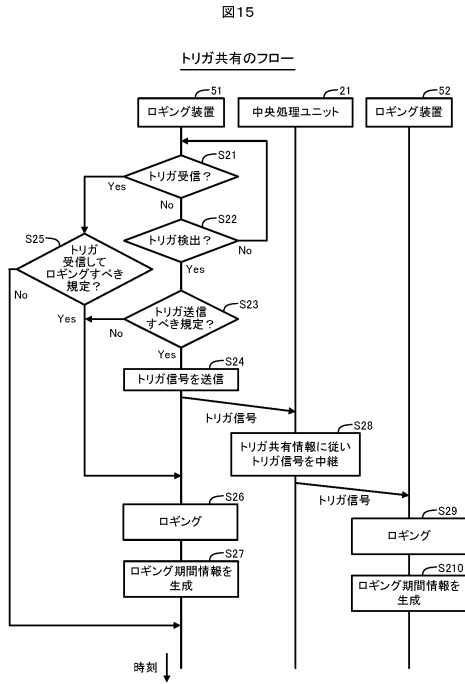 図15
トリガ共有のフロー
51
21
52
ロギング装置
中央処理ユニット
ロギング装置
S21
トリガ受信?
Yes
No
S22
トリガ検出?
No
Yes
S25
トリガ
受信して
ロギングすべき
規定?
No
Yes
S23
トリガ送信
すべき規定?
No
Yes
S24
トリガ信号を送信
トリガ信号
S28
トリガ共有情報に従い
トリガ信号を中継
トリガ信号
S26
ロギング
S29
ロギング
S27
ロギング期間情報を
生成
S210
ロギング期間情報を
生成
時刻